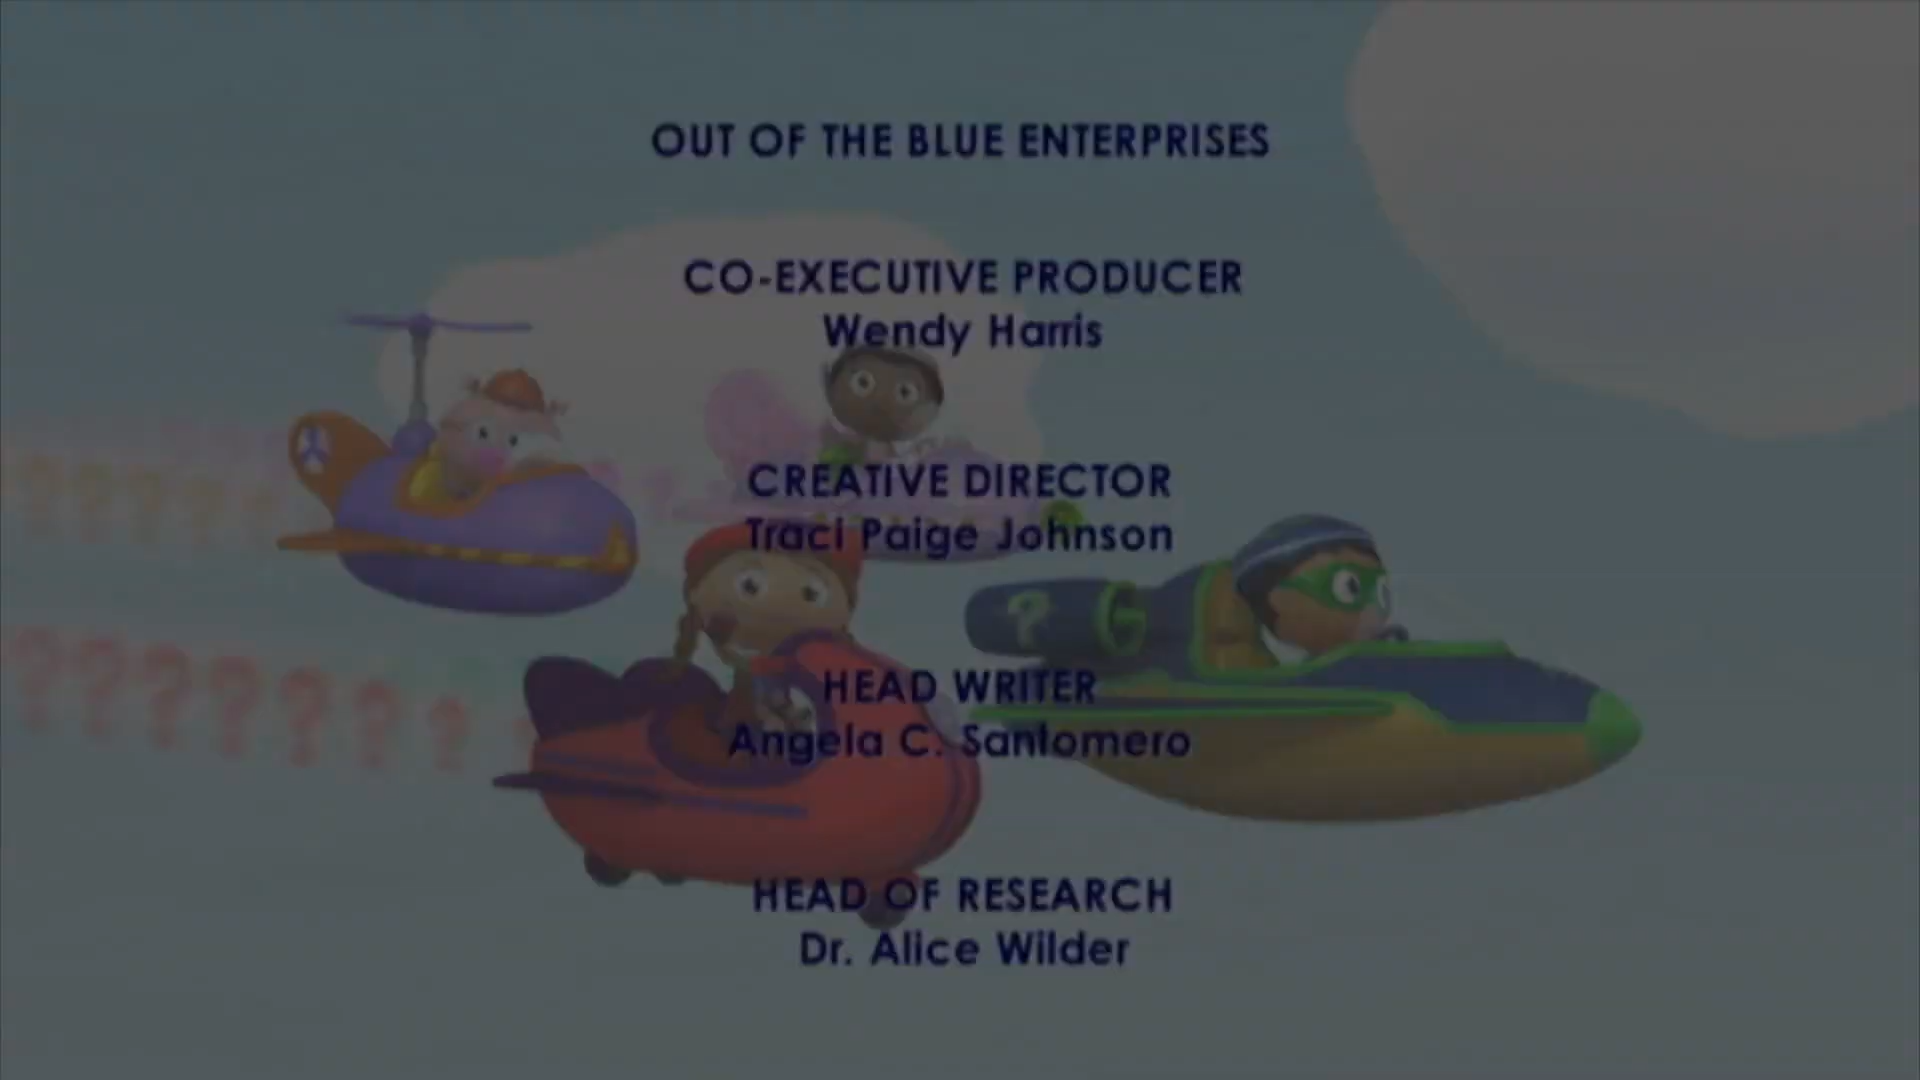 OUT OF THE BLUE ENTERPRISES
CO-EXECUTIVE PRODUCER
Wendy Harris
CREATIVE DIRECTOR
Traci Paige Johnson
HEAD WRITER
Angela C. Santomero
HEAD OF RESEARCH
Dr. Alice Wilder
? G